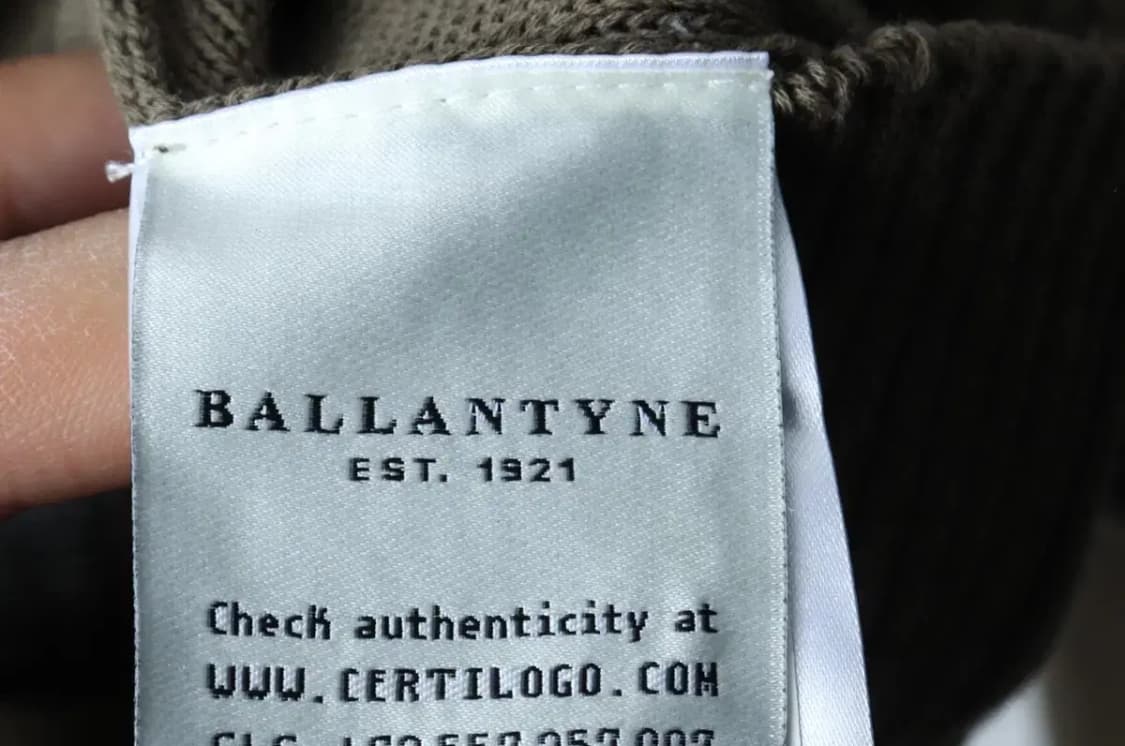 BALLANTYNE
EST. 1921
Check authenticity at
WWW.CERTILOGO.COM